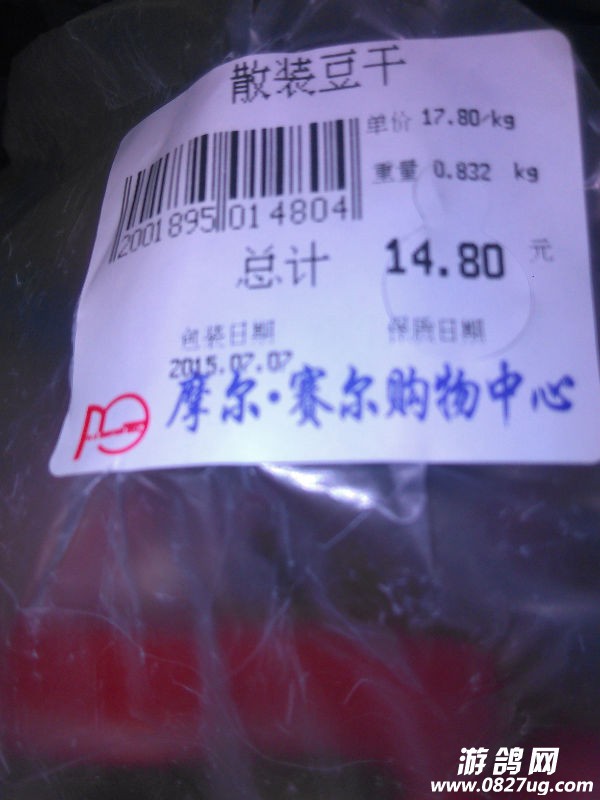 散装豆干
单价 17.80/kg
重量 0.832 kg
2001895014804
总计 14.80 元
包装日期 保质日期
2015.07.07
摩尔·赛尔购物中心
游鸽网
www.0827ug.com